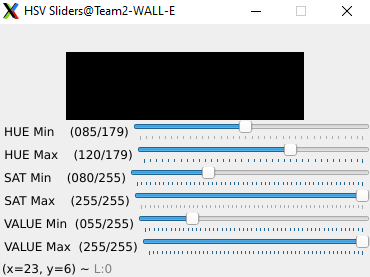 HSV Sliders@Team2-WALL-E
HUE Min (085/179)
HUE Max (120/179)
SAT Min (080/255)
SAT Max (255/255)
VALUE Min (055/255)
VALUE Max (255/255)
(x=23, y=6) ~ L:0